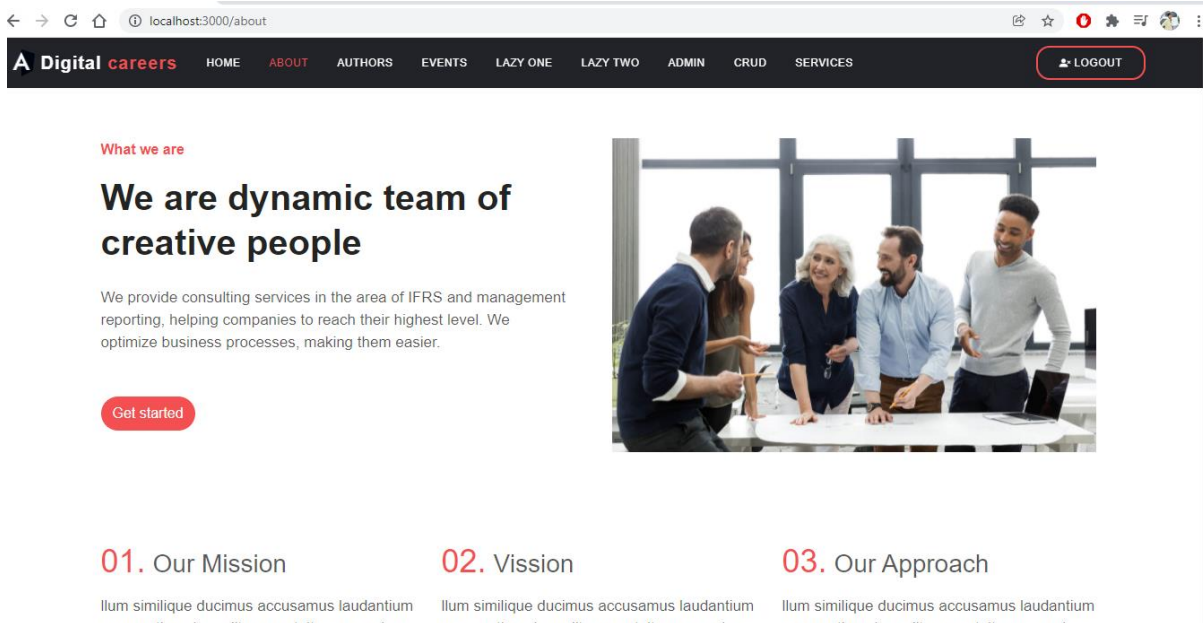 localhost:3000/about
A Digital careers HOME ABOUT AUTHORS EVENTS LAZY ONE LAZY TWO ADMIN CRUD SERVICES LOGOUT
What we are
We are dynamic team of
creative people
We provide consulting services in the area of IFRS and management
reporting, helping companies to reach their highest level. We
optimize business processes, making them easier.
Get started
01. Our Mission
Ilum similique ducimus accusamus laudantium
02. Vission
Ilum similique ducimus accusamus laudantium
03. Our Approach
Ilum similique ducimus accusamus laudantium